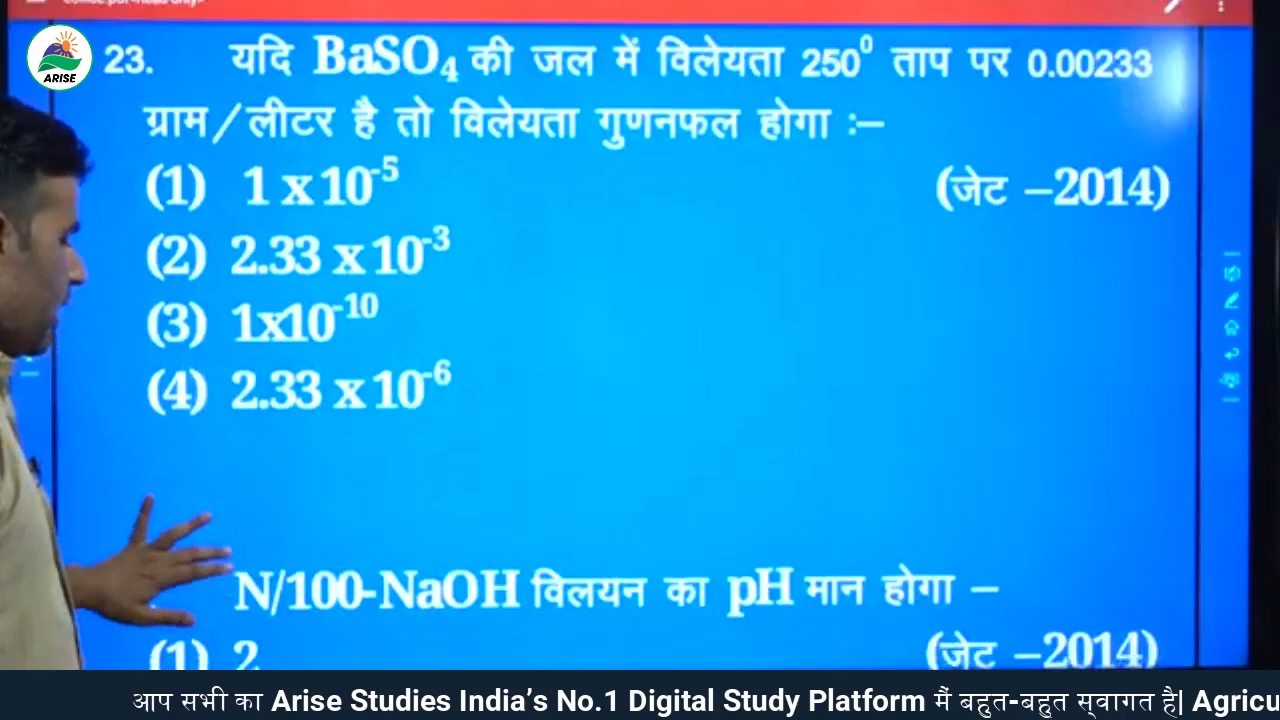 ARISE
23. यदि BaSO₄ की जल में विलेयता 250⁰ ताप पर 0.00233
ग्राम/लीटर है तो विलेयता गुणनफल होगा :–
(1) 1 x 10⁻⁵ (जेट –2014)
(2) 2.33 x 10⁻³
(3) 1x10⁻¹⁰
(4) 2.33 x 10⁻⁶
N/100-NaOH विलयन का pH मान होगा –
(1) 2 (जेट –2014)
आप सभी का Arise Studies India’s No.1 Digital Study Platform मैं बहुत-बहुत स्वागत है| Agricu